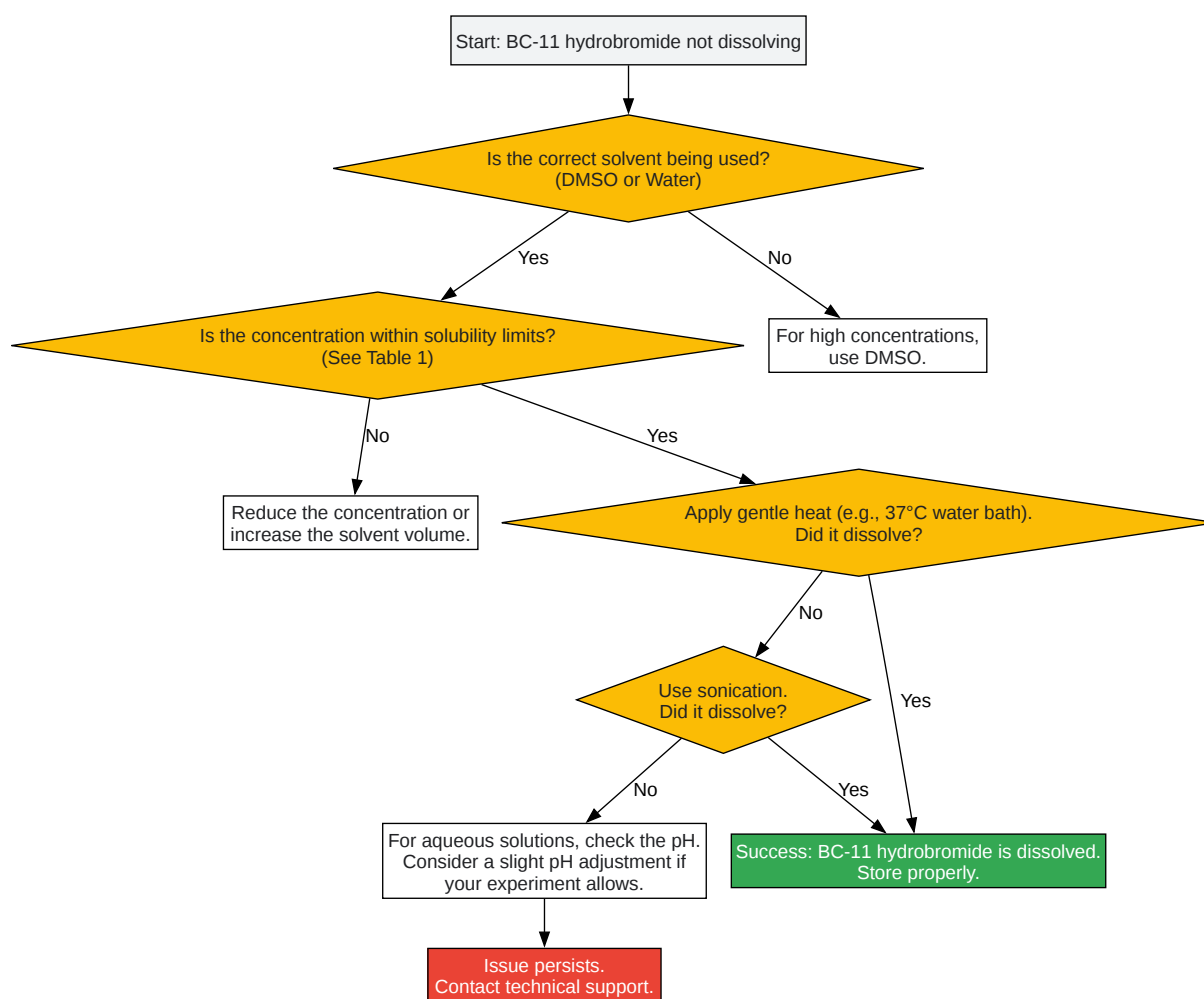 Start: BC-11 hydrobromide not dissolving
Is the correct solvent being used?
(DMSO or Water)
Yes
No
Is the concentration within solubility limits?
(See Table 1)
For high concentrations,
use DMSO.
No
Yes
Reduce the concentration or
increase the solvent volume.
Apply gentle heat (e.g., 37°C water bath).
Did it dissolve?
No
Yes
Use sonication.
Did it dissolve?
No
Yes
For aqueous solutions, check the pH.
Consider a slight pH adjustment if
your experiment allows.
Success: BC-11 hydrobromide is dissolved.
Store properly.
Issue persists.
Contact technical support.